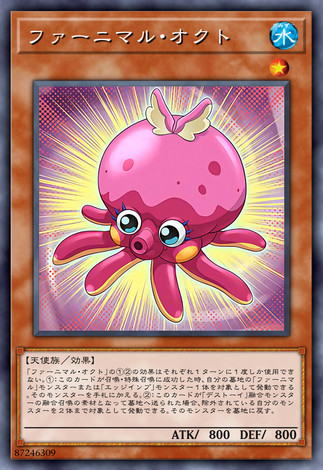 ファーニマル・オクト
水
【天使族／効果】
「ファーニマル・オクト」の①②の効果はそれぞれ１ターンに１度しか使用でき
ない。①：このカードが召喚・特殊召喚に成功した時、自分の墓地の「ファーニマ
ル」モンスターまたは「エッジインプ」モンスター１体を対象として発動できる。
そのモンスターを手札に加える。②：このカードが「デストーイ」融合モンスタ
ーの融合召喚の素材となって墓地へ送られた場合、除外されている自分のモ
ンスターを２体まで対象として発動できる。そのモンスターを墓地に戻す。
ATK/ 800 DEF/ 800
87246309